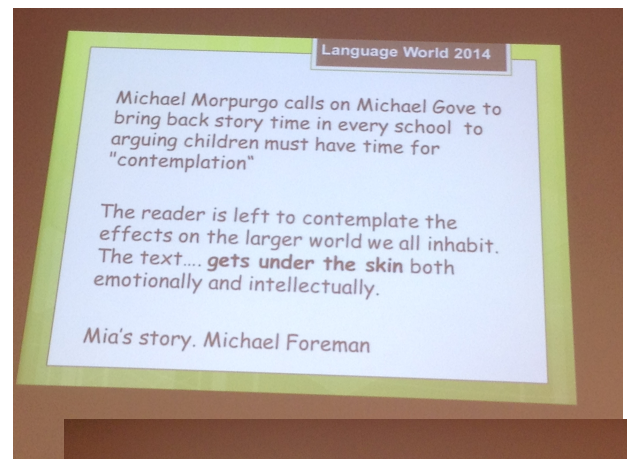 Language World 2014
Michael Morpurgo calls on Michael Gove to
bring back story time in every school  to
arguing children must have time for
"contemplation“
The reader is left to contemplate the
effects on the larger world we all inhabit.
The text.... gets under the skin both
emotionally and intellectually.
Mia's story. Michael Foreman